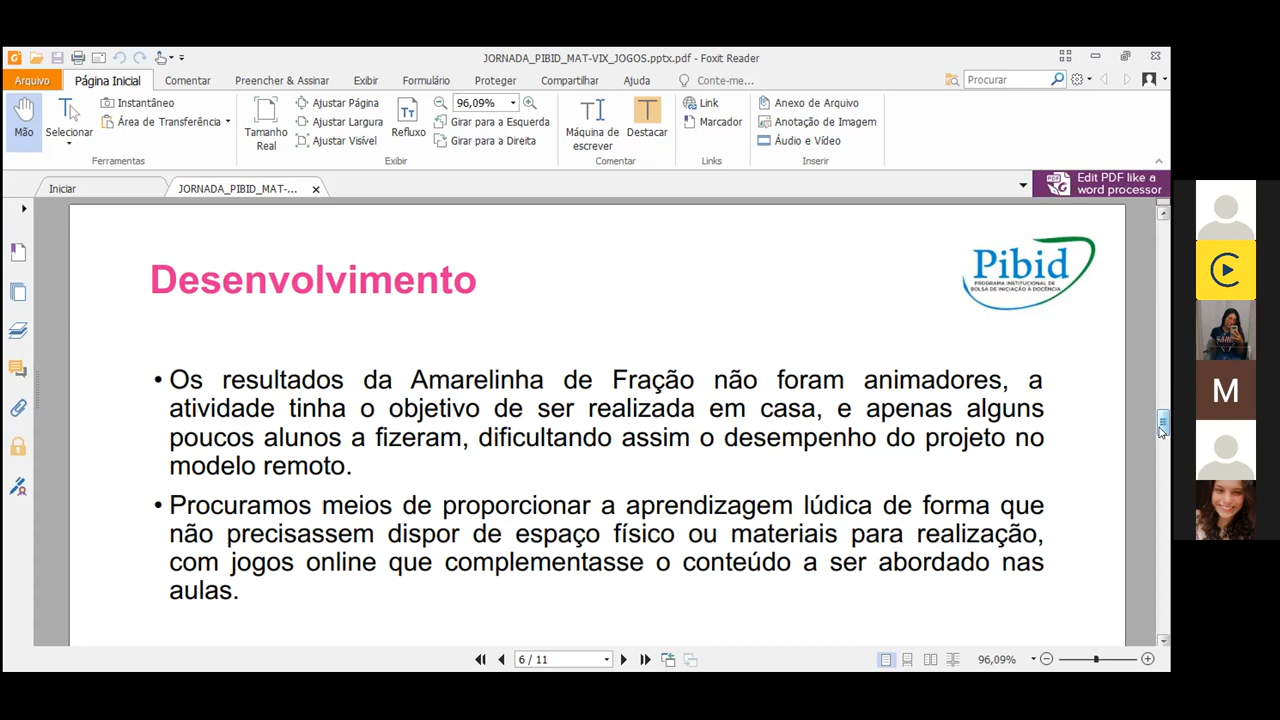 JORNADA_PIBID_MAT-VIX_JOGOS.pptx.pdf - Foxit Reader
Arquivo Página Inicial Comentar Preencher & Assinar Exibir Formulário Proteger Compartilhar Ajuda Conte-me... Procurar
Mão
Selecionar
Instantâneo
Área de Transferência
Ferramentas
Tamanho Real
Ajustar Página
Ajustar Largura
Ajustar Visível
Refluxo
96,09%
Girar para a Esquerda
Girar para a Direita
Exibir
Máquina de escrever
Destacar
Comentar
Link
Marcador
Links
Anexo de Arquivo
Anotação de Imagem
Áudio e Vídeo
Inserir
Iniciar JORNADA_PIBID_MAT-...
Edit PDF like a
word processor
Desenvolvimento
Pibid
PROGRAMA INSTITUCIONAL DE
BOLSA DE INICIAÇÃO À DOCÊNCIA
• Os resultados da Amarelinha de Fração não foram animadores, a
atividade tinha o objetivo de ser realizada em casa, e apenas alguns
poucos alunos a fizeram, dificultando assim o desempenho do projeto no
modelo remoto.
• Procuramos meios de proporcionar a aprendizagem lúdica de forma que
não precisassem dispor de espaço físico ou materiais para realização,
com jogos online que complementasse o conteúdo a ser abordado nas
aulas.
6 / 11
96,09%
M